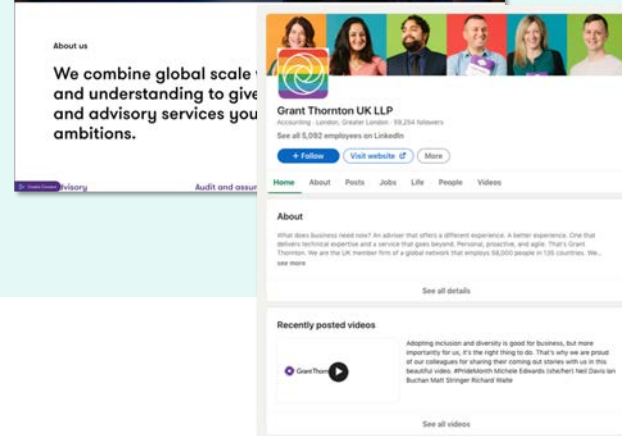 About us
We combine global scale
and understanding to give
and advisory services you
ambitions.
Audit and assur
Grant Thornton UK LLP
Accounting · London, Greater London · 59,254 followers
See all 5,092 employees on LinkedIn
+ Follow
Visit website
More
Home About Posts Jobs Life People Videos
About
What does business need now? An adviser that offers a different experience. A better experience. One that
delivers technical expertise and a service that goes beyond. Personal, proactive, and agile. That's Grant
Thornton. We are the UK member firm of a global network that employs 58,000 people in 135 countries. We...
see more
See all details
Recently posted videos
Grant Thorn
Adopting inclusion and diversity is good for business, but more
importantly for us, it's the right thing to do. That's why we are proud
of our colleagues for sharing their coming out stories with us in this
beautiful video. #PrideMonth Michele Edwards (she/her) Neil Davis Ian
Buchan Matt Stringer Richard Waite
See all videos